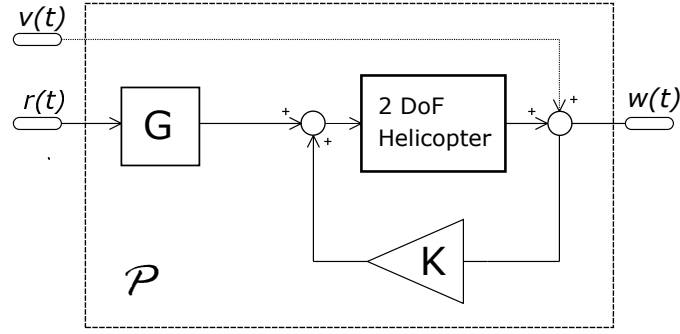 v(t)
r(t)
G
+
+
2 DoF
Helicopter
+
+
w(t)
K
P